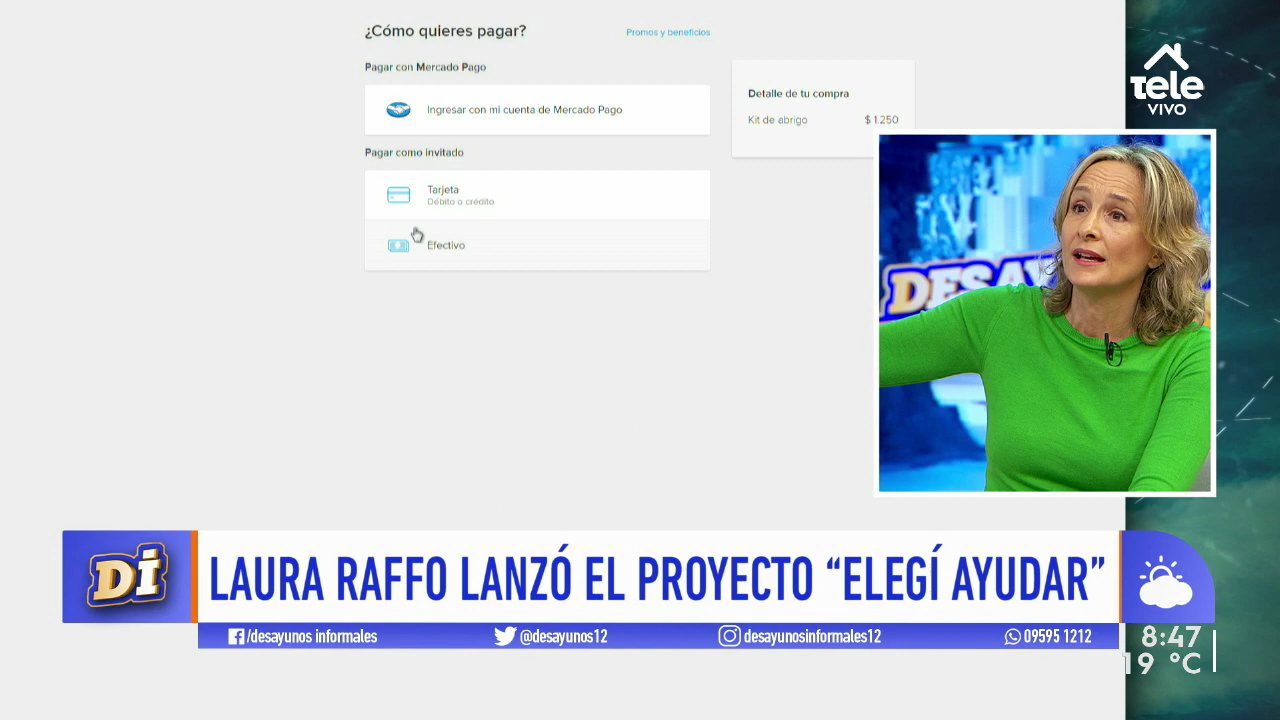 ¿Cómo quieres pagar?
Promos y beneficios
Pagar con Mercado Pago
Ingresar con mi cuenta de Mercado Pago
Pagar como invitado
Tarjeta
Débito o crédito
Efectivo
Detalle de tu compra
Kit de abrigo $ 1.250
tele
VIVO
DESAY
Di
LAURA RAFFO LANZÓ EL PROYECTO “ELEGÍ AYUDAR”
/desayunos informales
@desayunos12
desayunosinformales12
09595 1212
8:47
19 °C